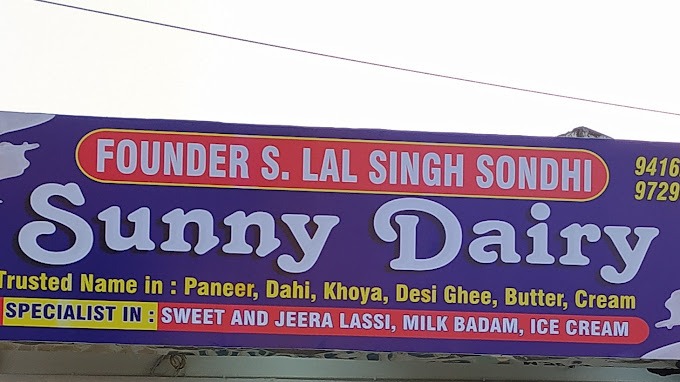 FOUNDER S. LAL SINGH SONDHI
9416
9729
Sunny Dairy
Trusted Name in : Paneer, Dahi, Khoya, Desi Ghee, Butter, Cream
SPECIALIST IN : SWEET AND JEERA LASSI, MILK BADAM, ICE CREAM